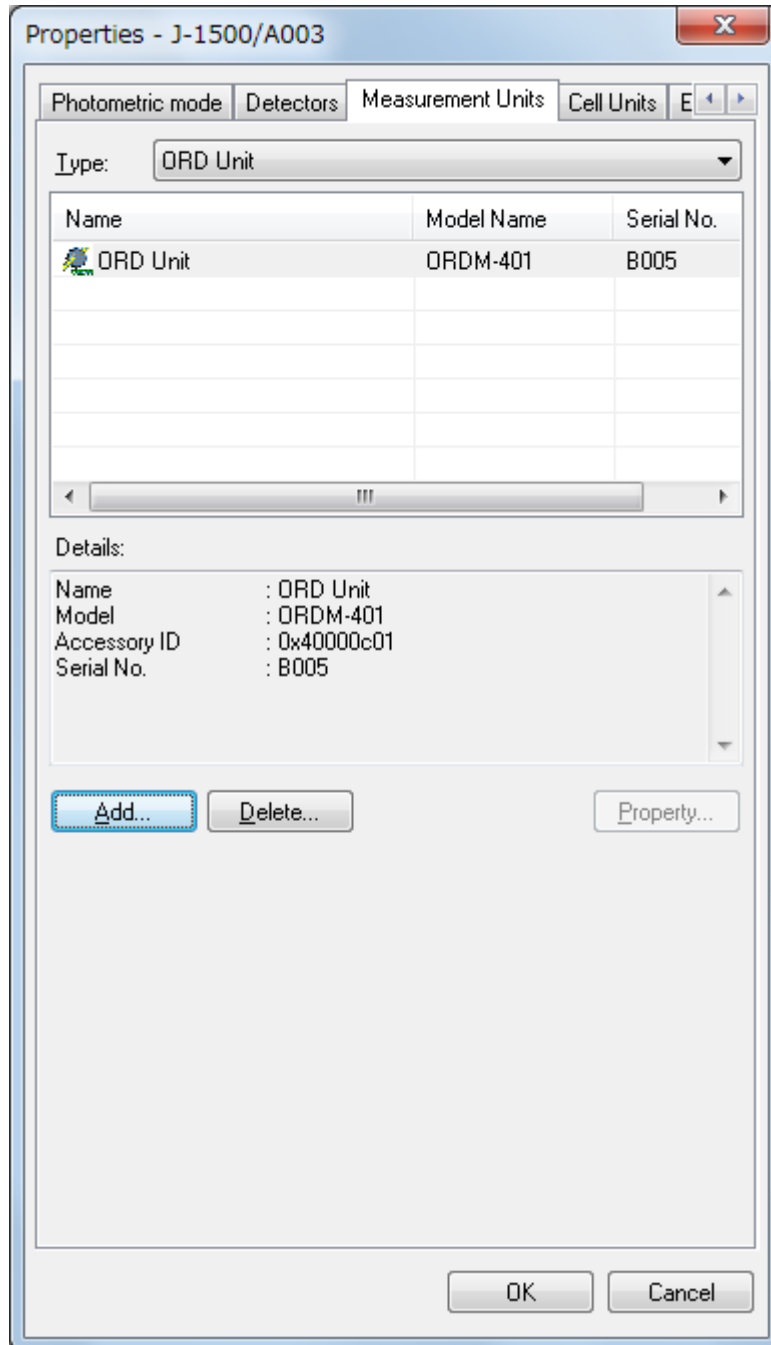 Properties - J-1500/A003
Photometric mode Detectors Measurement Units Cell Units E
Type: ORD Unit
Name Model Name Serial No.
ORD Unit ORDM-401 B005
Details:
Name : ORD Unit
Model : ORDM-401
Accessory ID : 0x40000c01
Serial No. : B005
Add... Delete... Property...
OK Cancel